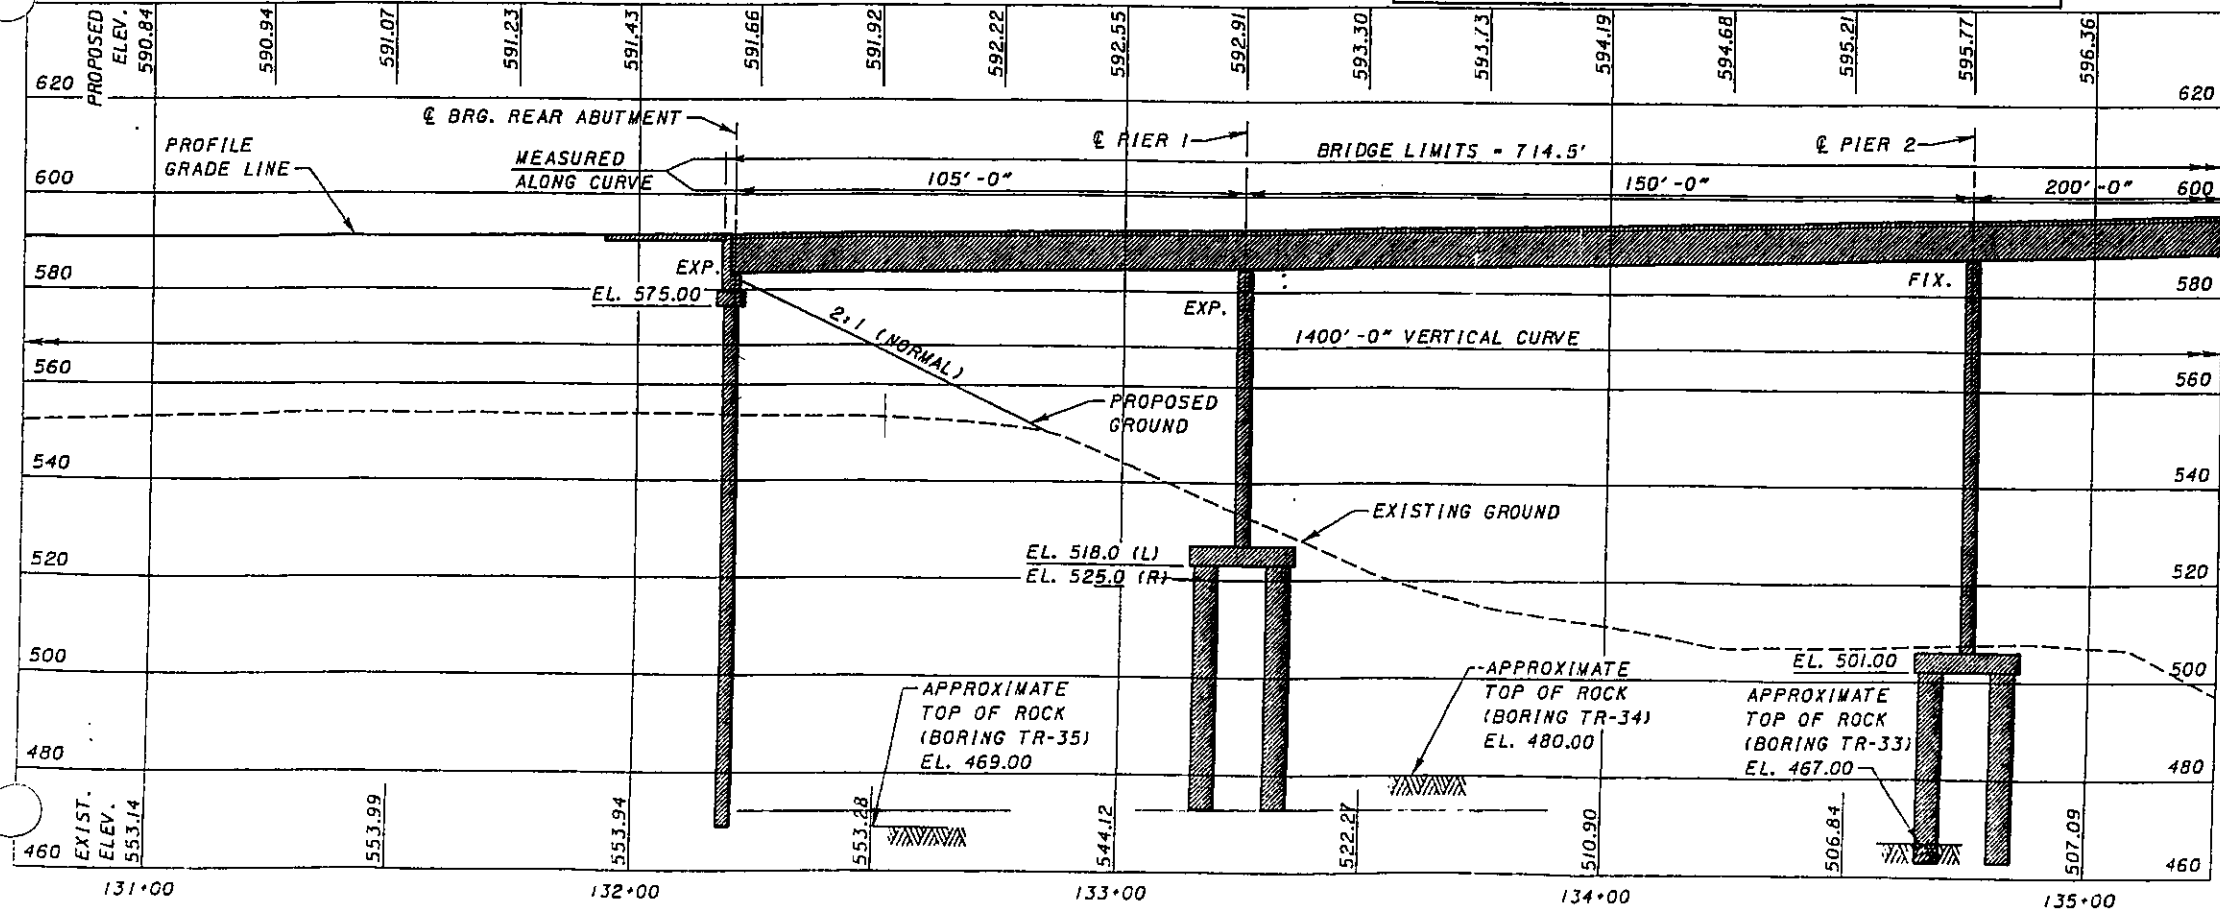 PROPOSED
ELEV.
590.84
590.94
591.07
591.23
591.43
591.66
591.92
592.22
592.55
592.91
593.30
593.73
594.19
594.68
595.21
595.77
596.36
620
620
℄ BRG. REAR ABUTMENT
℄ PIER 1
BRIDGE LIMITS = 714.5'
℄ PIER 2
PROFILE
GRADE LINE
MEASURED
ALONG CURVE
600
105'-0"
150'-0"
200'-0"
600
EXP.
580
EL. 575.00
EXP.
FIX.
580
2:1 (NORMAL)
1400'-0" VERTICAL CURVE
560
560
PROPOSED
GROUND
540
540
EXISTING GROUND
EL. 518.0 (L)
EL. 525.0 (R)
520
520
500
500
EL. 501.00
APPROXIMATE
TOP OF ROCK
(BORING TR-35)
EL. 469.00
APPROXIMATE
TOP OF ROCK
(BORING TR-34)
EL. 480.00
APPROXIMATE
TOP OF ROCK
(BORING TR-33)
EL. 467.00
480
480
EXIST.
ELEV.
553.14
553.99
553.94
553.28
544.12
522.27
510.90
506.84
507.09
460
460
131+00
132+00
133+00
134+00
135+00